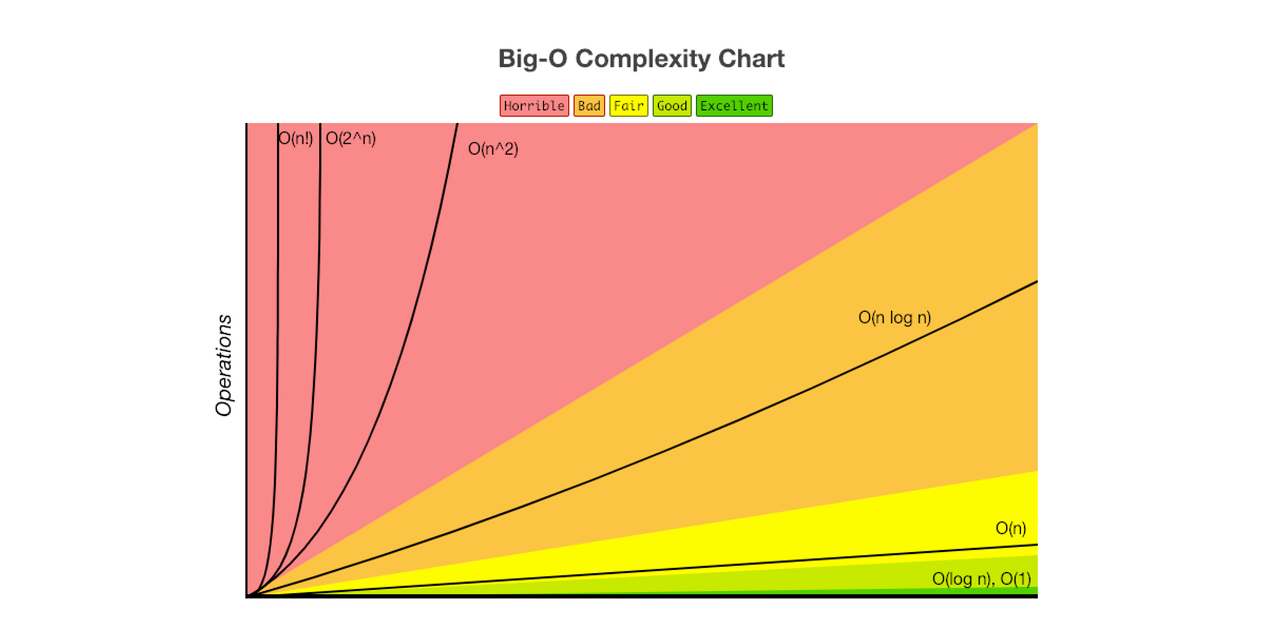 Big-O Complexity Chart
Horrible Bad Fair Good Excellent
O(n!) O(2^n)
O(n^2)
O(n log n)
Operations
O(n)
O(log n), O(1)